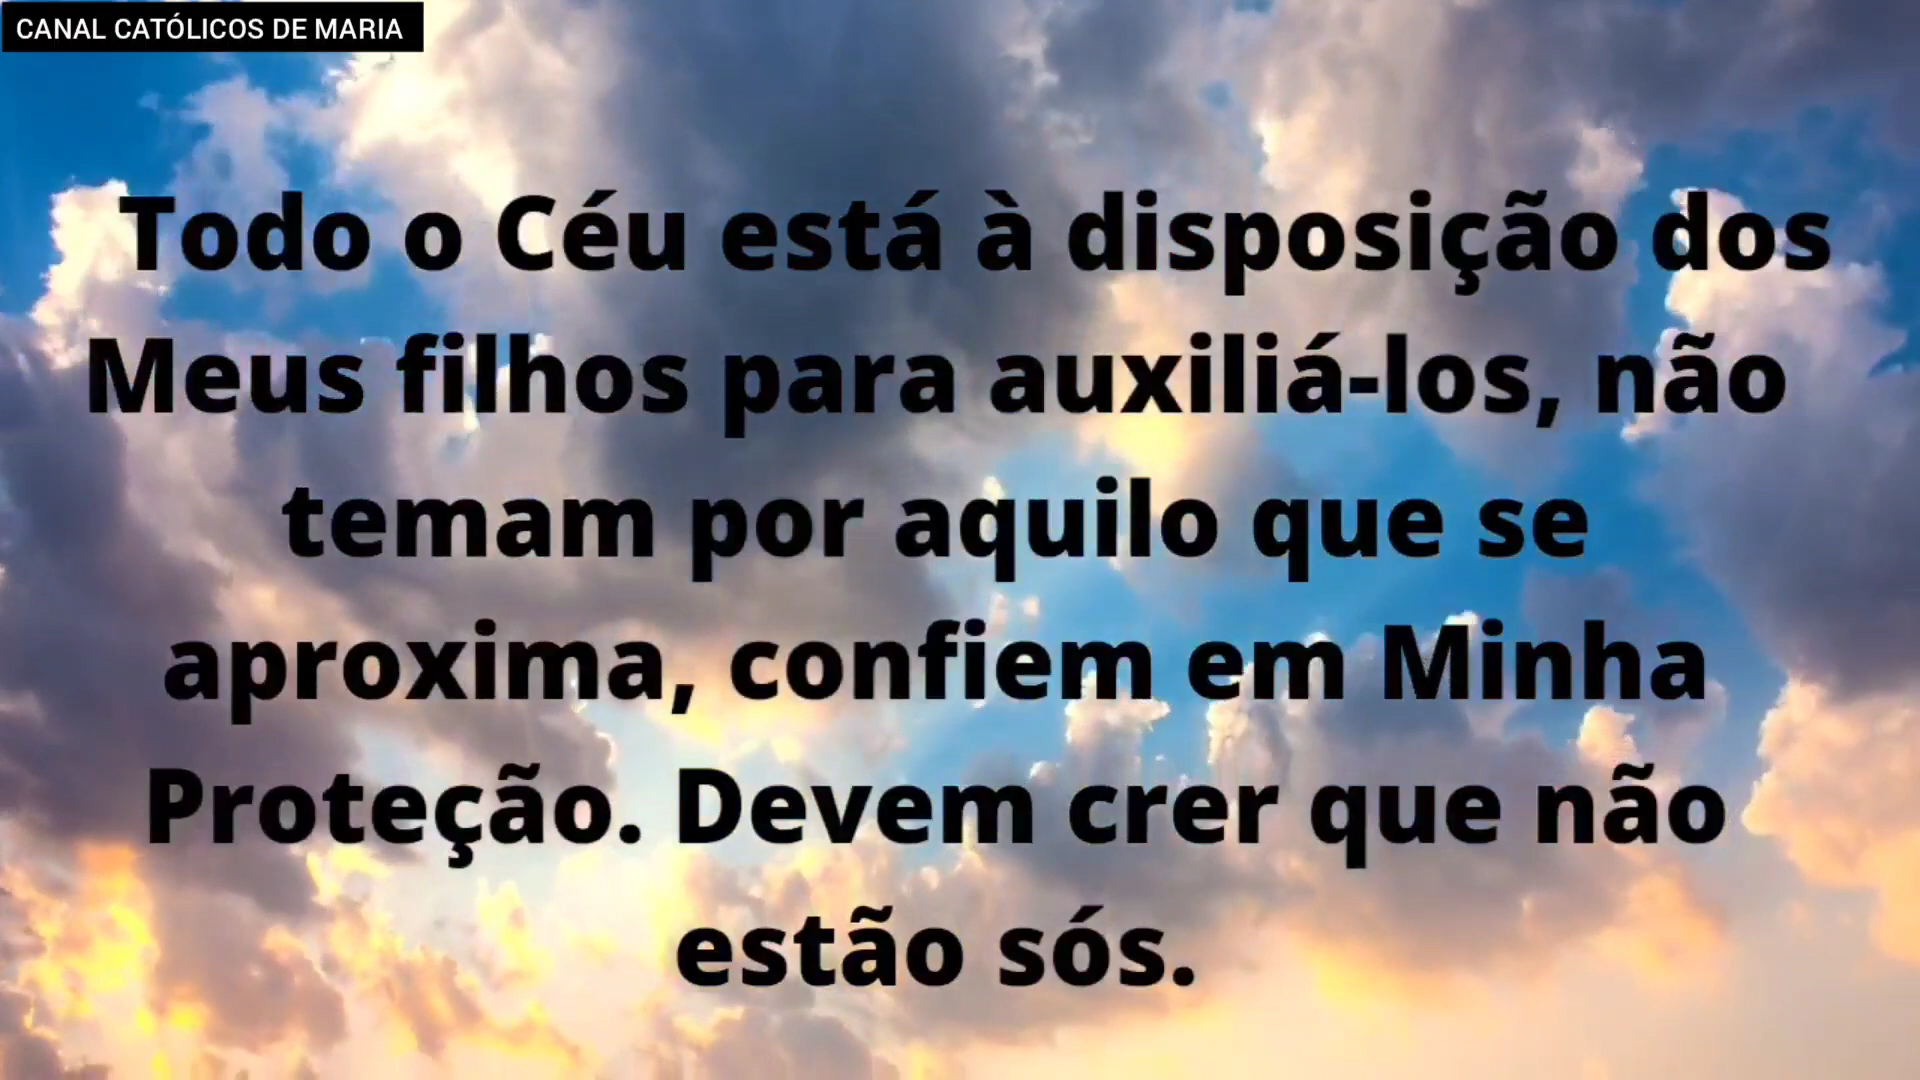 CANAL CATÓLICOS DE MARIA
Todo o Céu está à disposição dos
Meus filhos para auxiliá-los, não
temam por aquilo que se
aproxima, confiem em Minha
Proteção. Devem crer que não
estão sós.